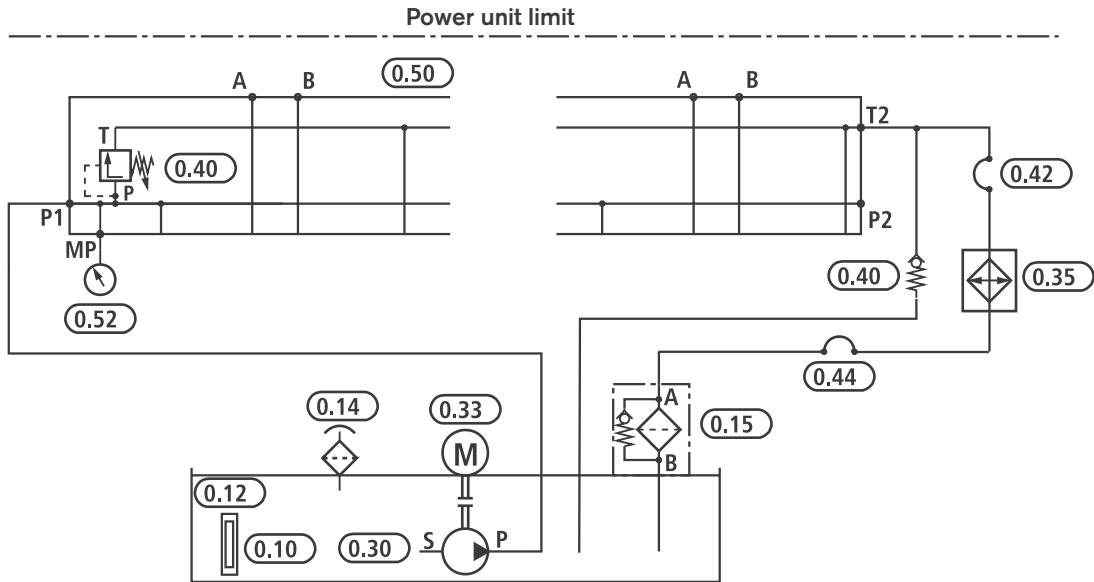 Power unit limit
A B 0.50 A B
T T2
0.40 0.42
P
P1 P2
MP
0.40 0.35
0.52
0.44
0.14 0.33 A
0.15
M
B
0.12
S P
0.10 0.30